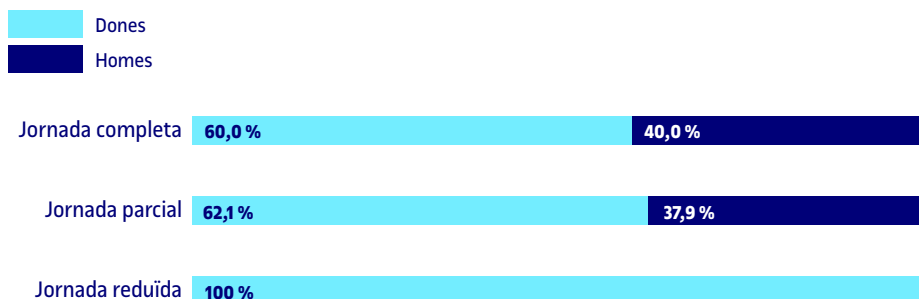 Dones
Homes
Jornada completa 60,0 % 40,0 %
Jornada parcial 62,1 % 37,9 %
Jornada reduïda 100 %